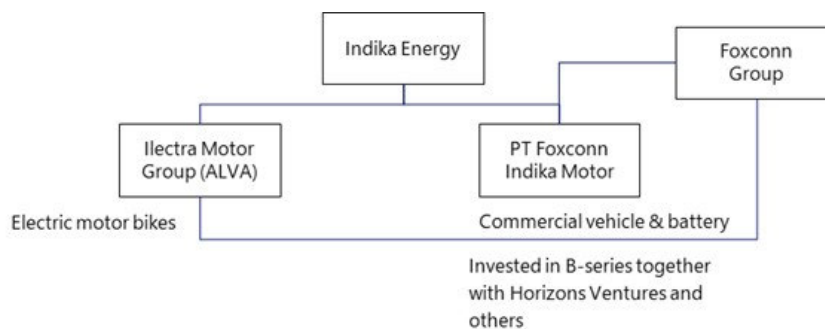 Indika Energy
Foxconn
Group
Ilectra Motor
Group (ALVA)
PT Foxconn
Indika Motor
Electric motor bikes
Commercial vehicle & battery
Invested in B-series together
with Horizons Ventures and
others